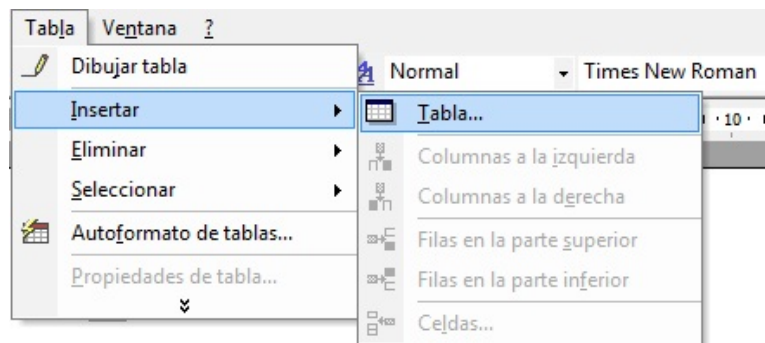 Tabla Ventana ?
Dibujar tabla
Normal Times New Roman
Insertar
Tabla...
· 10 ·
Eliminar
Columnas a la izquierda
Seleccionar
Columnas a la derecha
Autoformato de tablas...
Filas en la parte superior
Propiedades de tabla...
Filas en la parte inferior
Celdas...